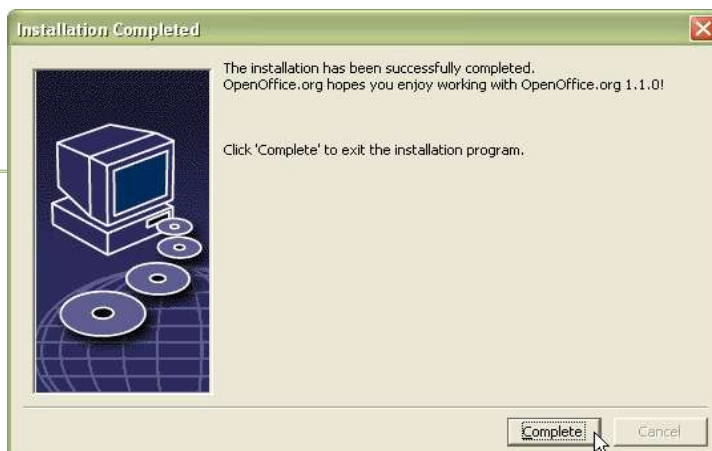 Installation Completed
The installation has been successfully completed.
OpenOffice.org hopes you enjoy working with OpenOffice.org 1.1.0!
Click 'Complete' to exit the installation program.
Complete
Cancel